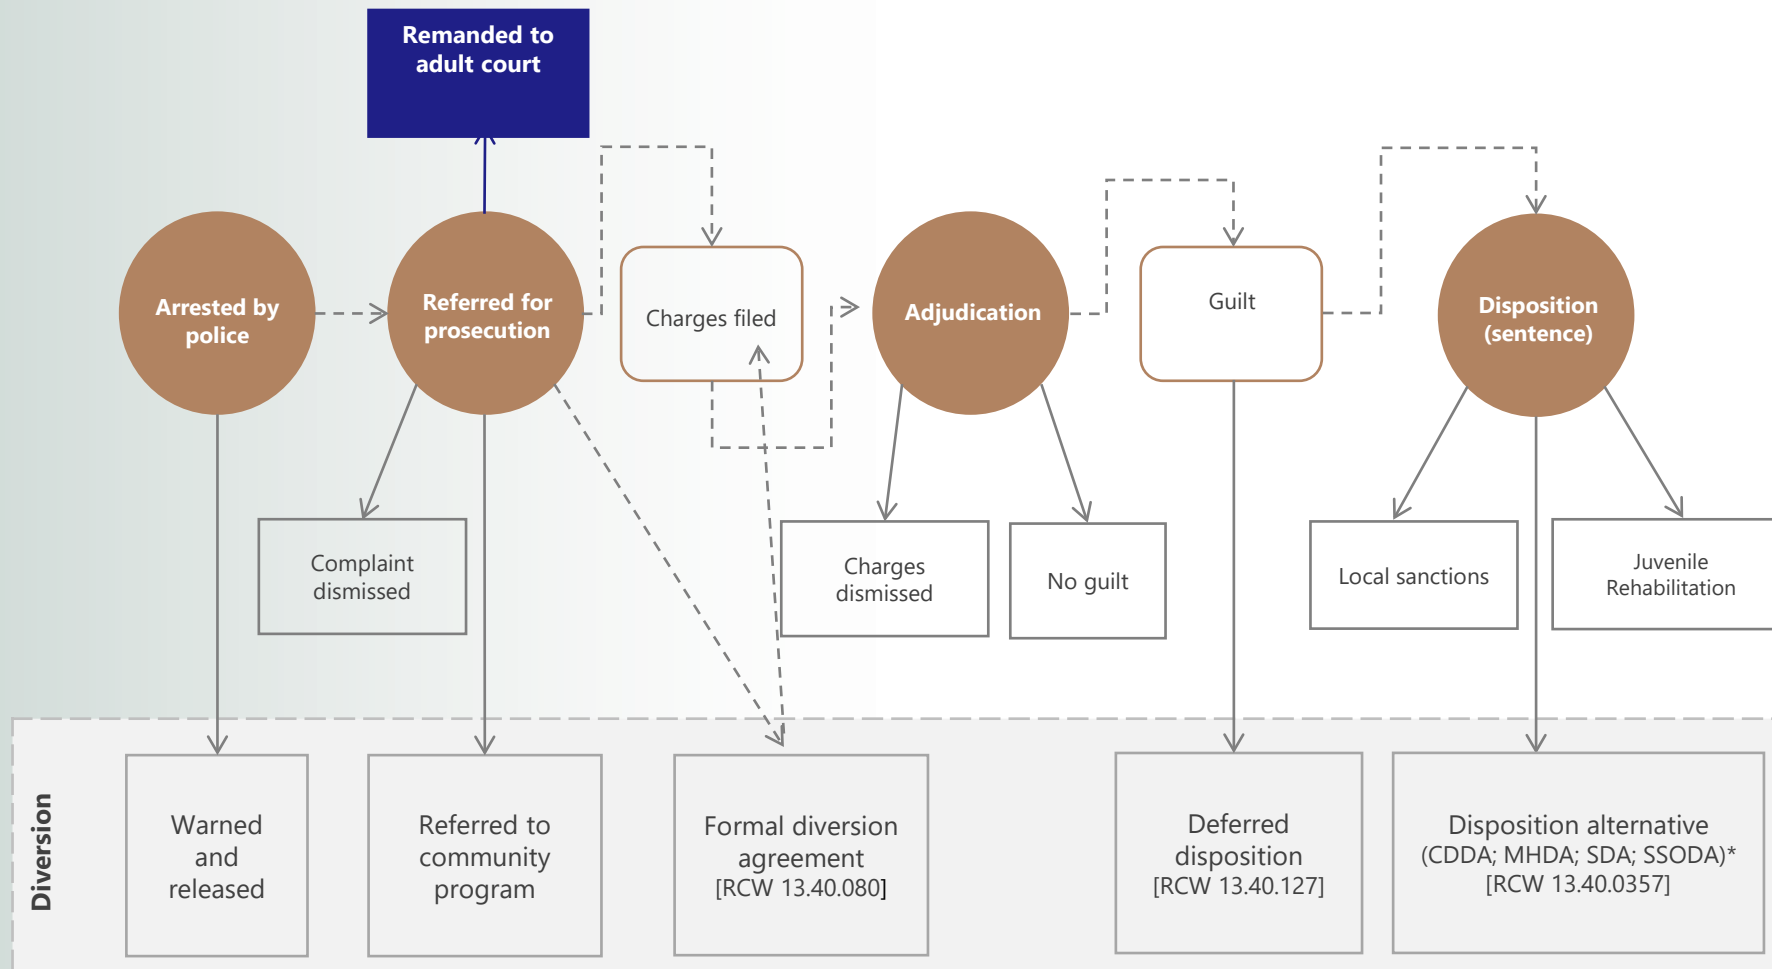 Remanded to
adult court
Arrested by
police
Referred for
prosecution
Charges filed
Adjudication
Guilt
Disposition
(sentence)
Complaint
dismissed
Charges
dismissed
No guilt
Local sanctions
Juvenile
Rehabilitation
Diversion
Warned
and
released
Referred to
community
program
Formal diversion
agreement
[RCW 13.40.080]
Deferred
disposition
[RCW 13.40.127]
Disposition alternative
(CDDA; MHDA; SDA; SSODA)*
[RCW 13.40.0357]